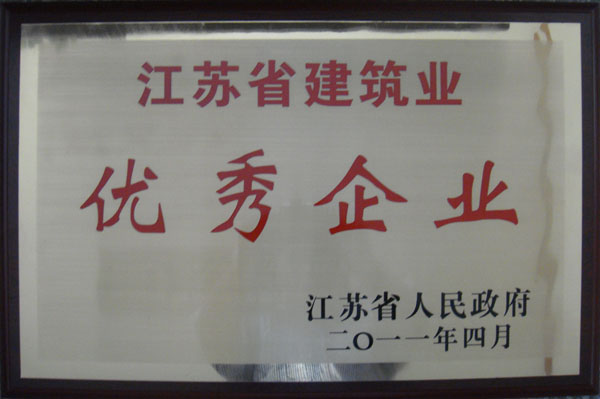 江苏省建筑业
优秀企业
江苏省人民政府
二〇一一年四月